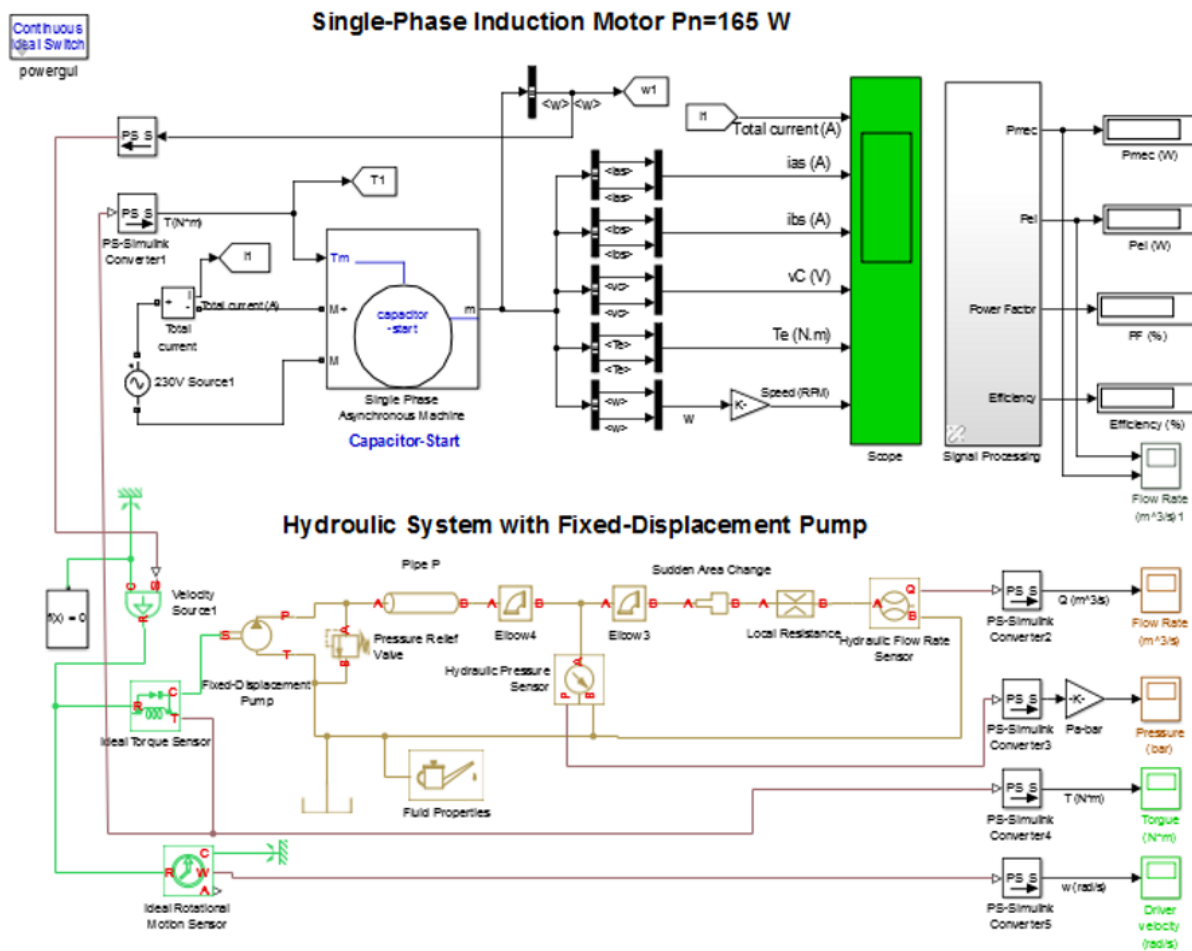 Single-Phase Induction Motor Pn=165 W
Continuous
Ideal Switch
powergui
<w> <w>
w1
I1
Total current (A)
PS S
T1
PS S
T(N*m)
PS-Simulink
Converter1
I1
+
-
i
Total current (A)
Total
current
230V Source1
Tm
M+
M
m
capacitor
-start
Single Phase
Asynchronous Machine
Capacitor-Start
<Ias>
<Ias>
ias (A)
<Ibs>
<Ibs>
ibs (A)
<vc>
<vc>
vC (V)
<Te>
<Te>
Te (N.m)
<w>
<w>
w
-K-
Speed (RPM)
Scope
Pmec
Pel
Power Factor
Efficiency
Signal Processing
Pmec (W)
Pel (W)
PF (%)
Efficiency (%)
Flow Rate
(m^3/s)1
Hydroulic System with Fixed-Displacement Pump
f(x) = 0
C
S
R
Velocity
Source1
R
C
T
Ideal Torque Sensor
S
P
T
Fixed-Displacement
Pump
A
B
Pressure Relief
Valve
Pipe P
A
B
A
B
Elbow4
A
B
Elbow3
Sudden Area Change
A
B
A
B
Local Resistance
A
Q
B
Hydraulic Flow Rate
Sensor
Hydraulic Pressure
Sensor
A
P
B
Fluid Properties
PS S
PS-Simulink
Converter2
Q (m^3/s)
Flow Rate
(m^3/s)
PS S
PS-Simulink
Converter3
-K-
Pa-bar
Pressure
(bar)
PS S
PS-Simulink
Converter4
T (N*m)
Torque
(N*m)
R
C
W
A
Ideal Rotational
Motion Sensor
PS S
PS-Simulink
Converter5
w (rad/s)
Driver
velocity
(rad/s)